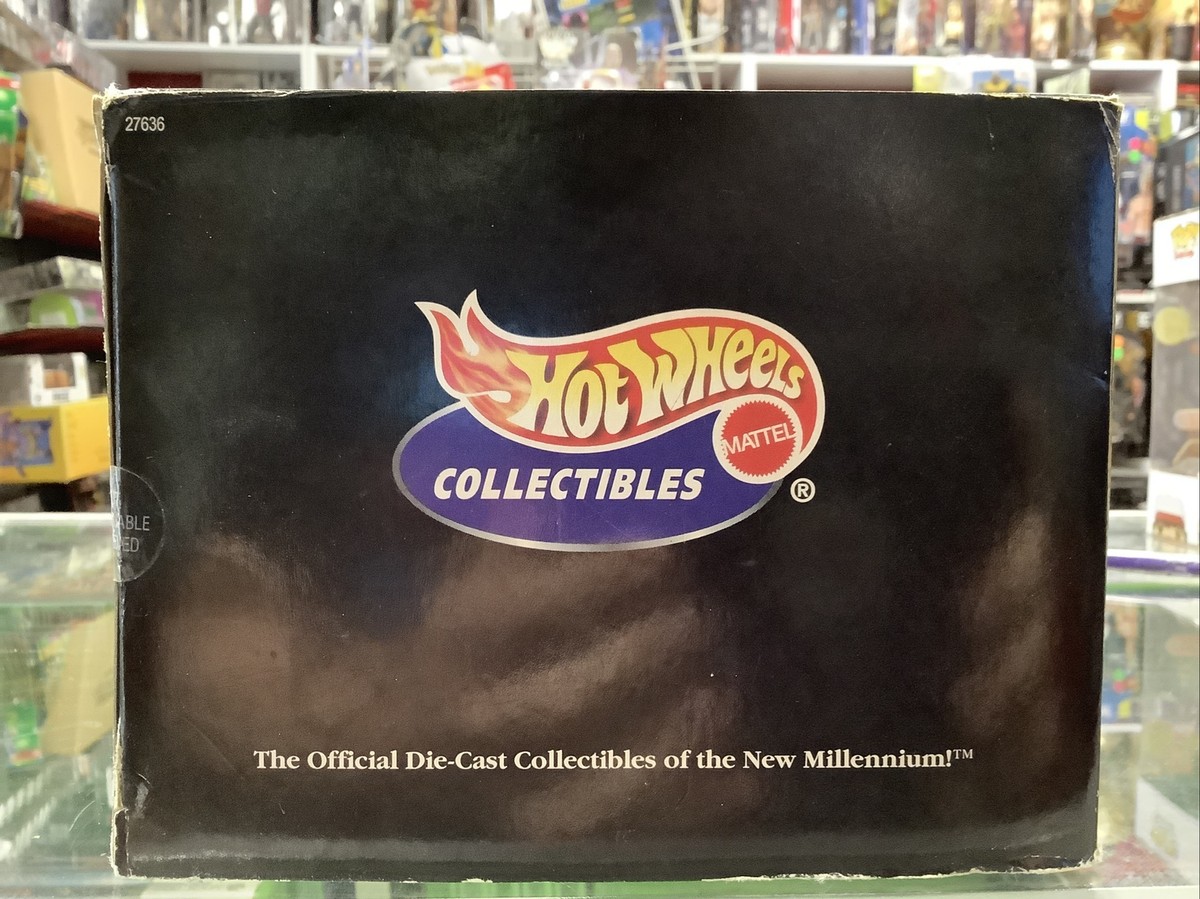 27636
HOT WHEELS
MATTEL
COLLECTIBLES ®
ABLE
ED
The Official Die-Cast Collectibles of the New Millennium!™